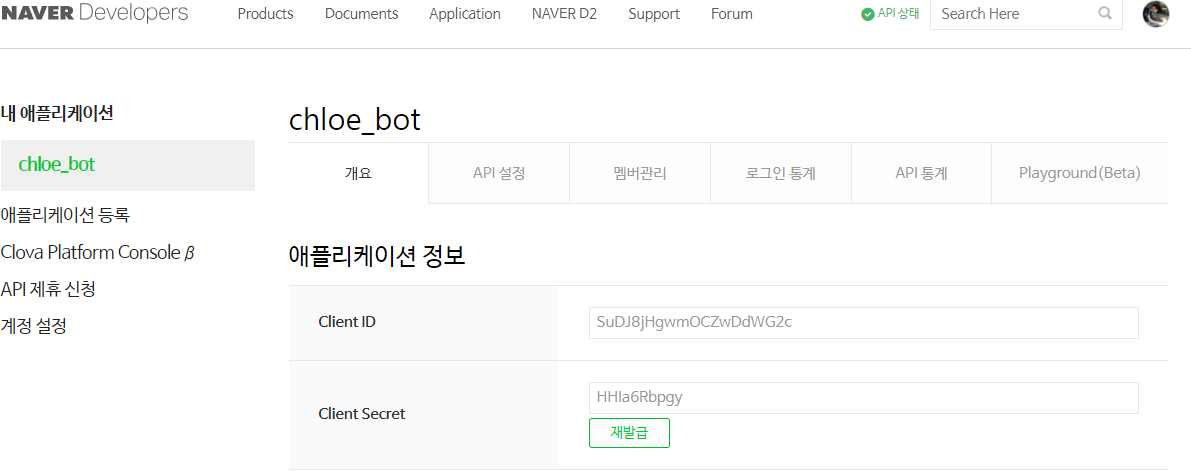 NAVER Developers Products Documents Application NAVER D2 Support Forum API 상태 Search Here
내 애플리케이션
chloe_bot
애플리케이션 등록
Clova Platform Console β
API 제휴 신청
계정 설정
chloe_bot
개요 API 설정 멤버관리 로그인 통계 API 통계 Playground(Beta)
애플리케이션 정보
Client ID SuDJ8jHgwmOCZwDdWG2c
Client Secret HHIa6Rbpgy
재발급